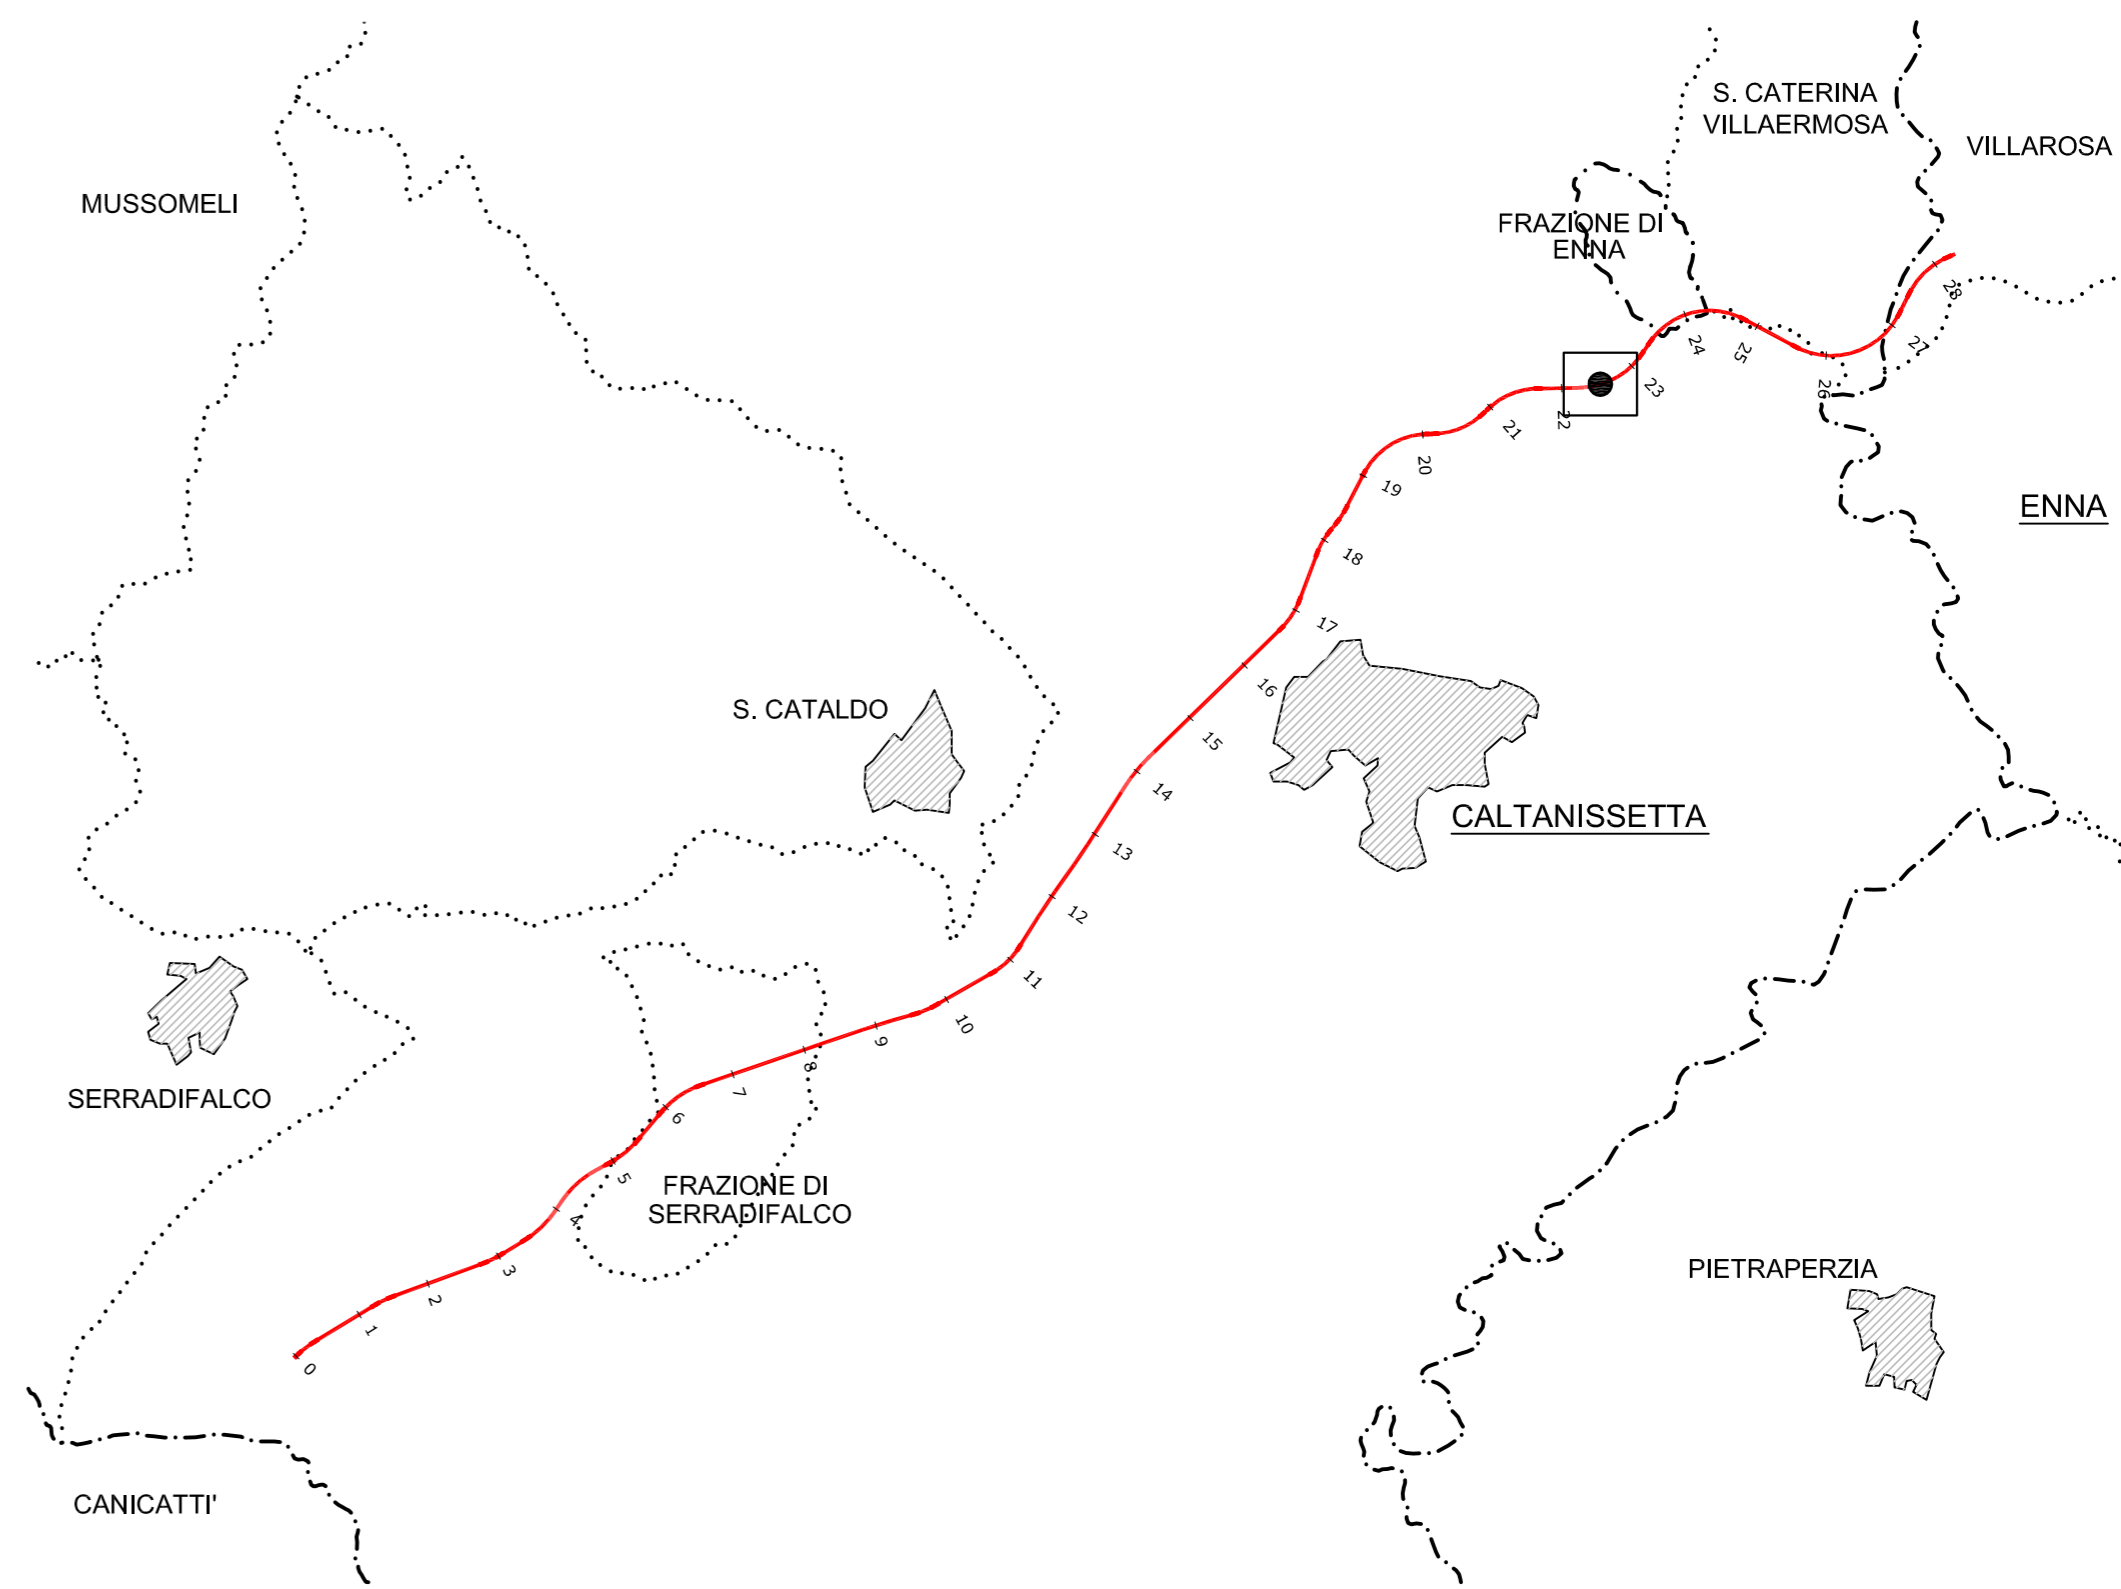 S. CATERINA
VILLAERMOSA
VILLAROSA
MUSSOMELI
FRAZIONE DI
ENNA
28
27
26
25
24
23
22
21
20
19
18
17
16
15
14
13
12
11
10
9
8
7
6
5
4
3
2
1
0
ENNA
S. CATALDO
CALTANISSETTA
SERRADIFALCO
FRAZIONE DI
SERRADIFALCO
PIETRAPERZIA
CANICATTI'